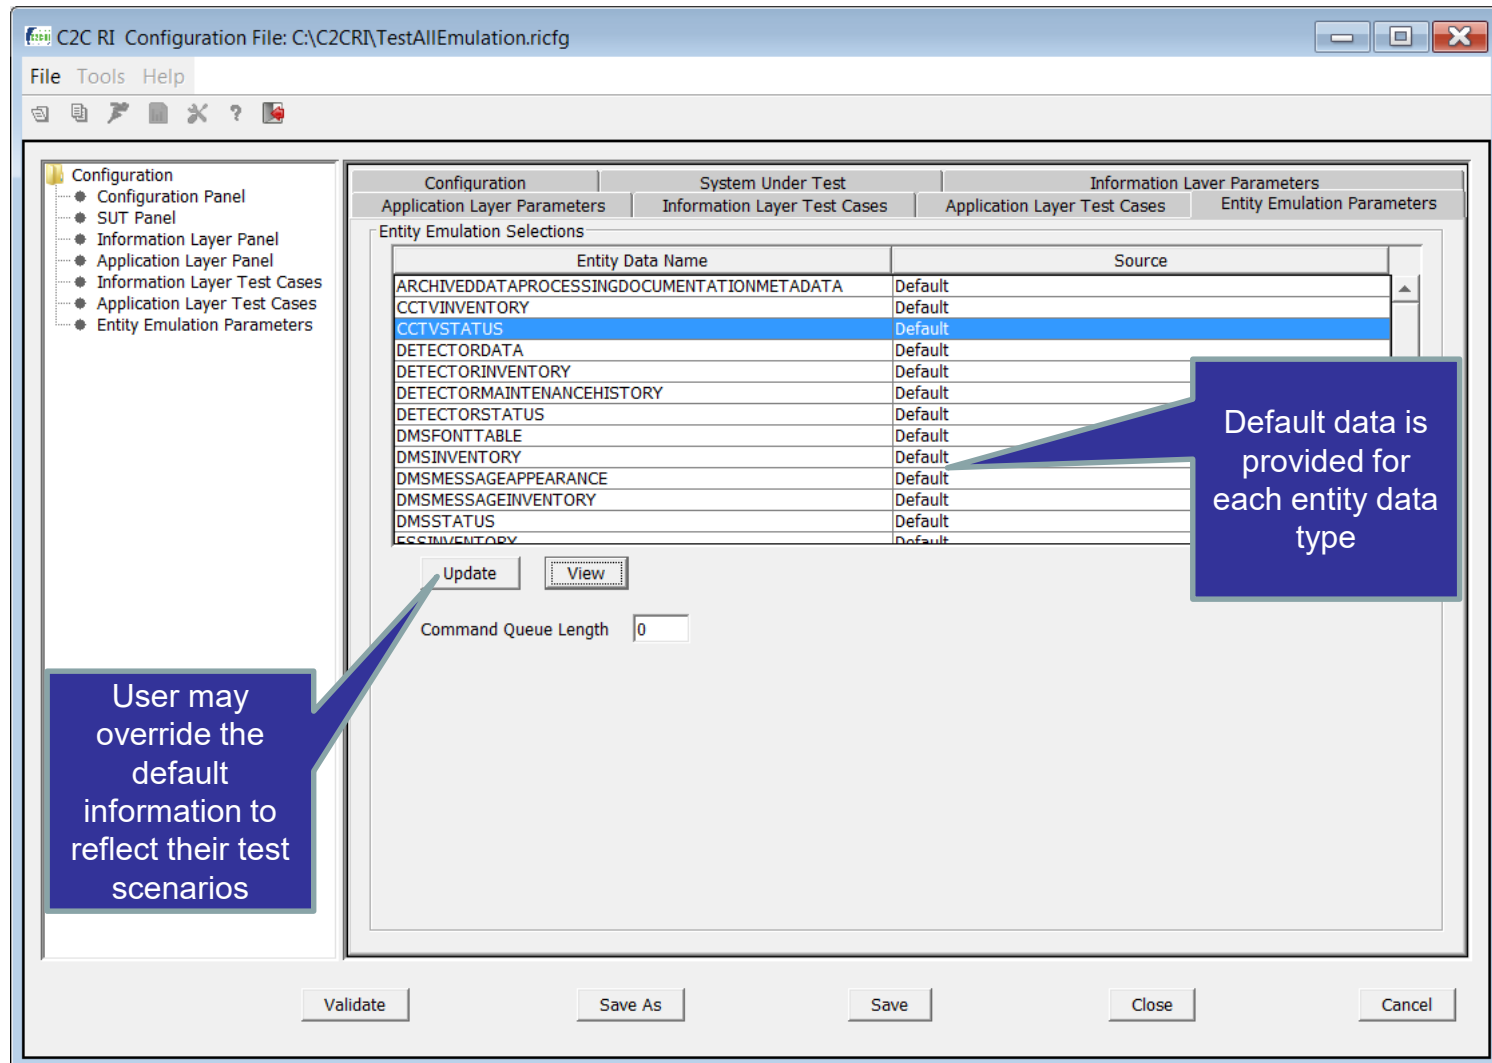 C2C RI  Configuration File: C:\C2CRI\TestAllEmulation.ricfg
File Tools Help
Configuration
Configuration Panel
SUT Panel
Information Layer Panel
Application Layer Panel
Information Layer Test Cases
Application Layer Test Cases
Entity Emulation Parameters
Configuration System Under Test Information Layer Parameters
Application Layer Parameters Information Layer Test Cases Application Layer Test Cases Entity Emulation Parameters
Entity Emulation Selections
Entity Data Name Source
ARCHIVEDDATAPROCESSINGDOCUMENTATIONMETADATA Default
CCTVINVENTORY Default
CCTVSTATUS Default
DETECTORDATA Default
DETECTORINVENTORY Default
DETECTORMAINTENANCEHISTORY Default
DETECTORSTATUS Default
DMSFONTTABLE Default
DMSINVENTORY Default
DMSMESSAGEAPPEARANCE Default
DMSMESSAGEINVENTORY Default
DMSSTATUS Default
ESSINVENTORY Default
Default data is
provided for
each entity data
type
Update View
Command Queue Length 0
User may
override the
default
information to
reflect their test
scenarios
Validate Save As Save Close Cancel